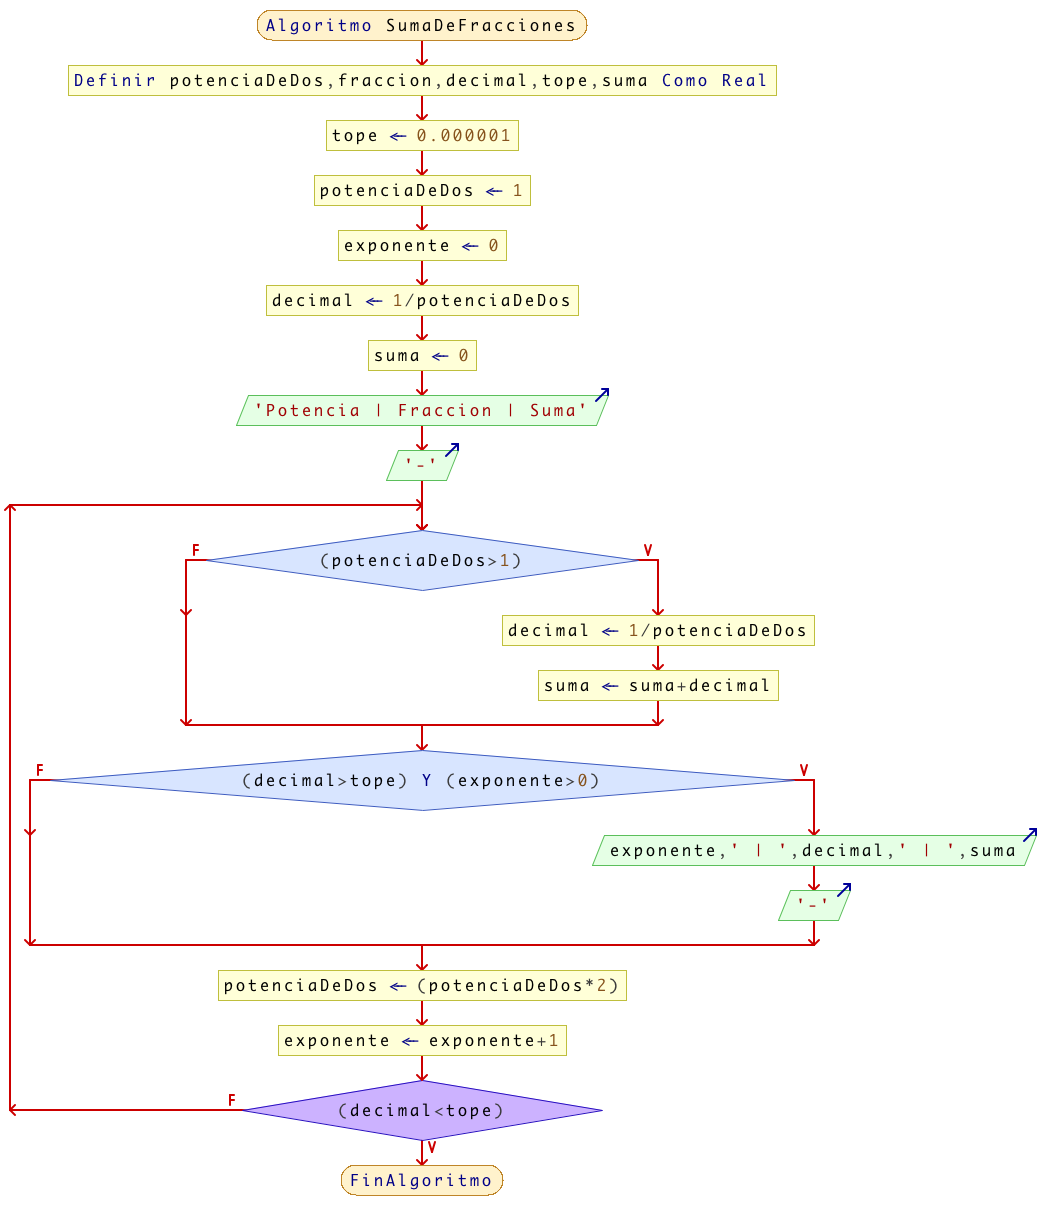 Algoritmo SumaDeFracciones
Definir potenciaDeDos,fraccion,decimal,tope,suma Como Real
tope ← 0.000001
potenciaDeDos ← 1
exponente ← 0
decimal ← 1/potenciaDeDos
suma ← 0
'Potencia | Fraccion | Suma'
'-'
F
(potenciaDeDos>1)
V
decimal ← 1/potenciaDeDos
suma ← suma+decimal
F
(decimal>tope) Y (exponente>0)
V
exponente,' | ',decimal,' | ',suma
'-'
potenciaDeDos ← (potenciaDeDos*2)
exponente ← exponente+1
F
(decimal<tope)
V
FinAlgoritmo